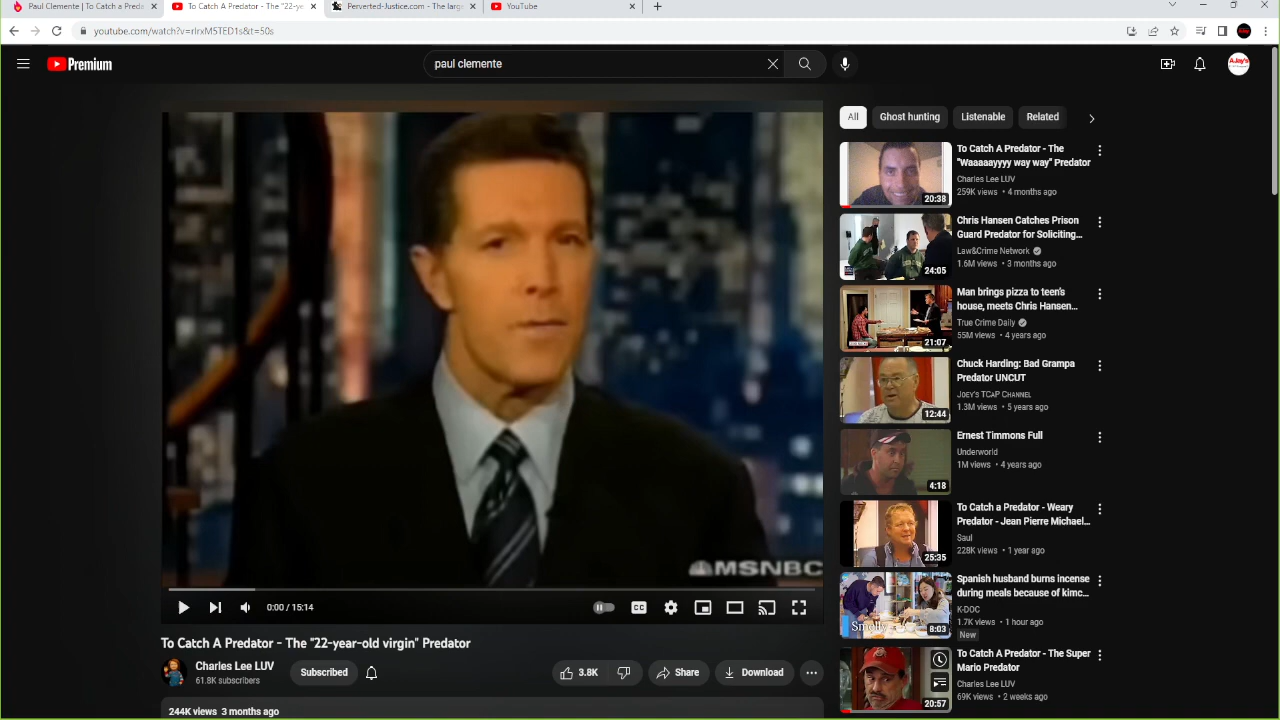 Paul Clemente | To Catch a Preda
To Catch A Predator - The "22-ye
Perverted-Justice.com - The larg
YouTube
youtube.com/watch?v=rIrxM5TED1s&t=50s
Premium
paul clemente
AJay's
All
Ghost hunting
Listenable
Related
To Catch A Predator - The
"Waaaaayyyy way way" Predator
Charles Lee LUV
259K views • 4 months ago
20:38
Chris Hansen Catches Prison
Guard Predator for Soliciting...
Law&Crime Network
1.6M views • 3 months ago
24:05
Man brings pizza to teen's
house, meets Chris Hansen...
True Crime Daily
55M views • 4 years ago
21:07
Chuck Harding: Bad Grampa
Predator UNCUT
Joey's TCAP Channel
1.3M views • 5 years ago
12:44
Ernest Timmons Full
Underworld
1M views • 4 years ago
4:18
To Catch a Predator - Weary
Predator - Jean Pierre Michael...
Saul
228K views • 1 year ago
25:35
Spanish husband burns incense
during meals because of kimc...
K-DOC
1.7K views • 1 hour ago
New
8:03
To Catch A Predator - The Super
Mario Predator
Charles Lee LUV
69K views • 2 weeks ago
20:57
MSNBC
0:00 / 15:14
CC
To Catch A Predator - The "22-year-old virgin" Predator
Charles Lee LUV
61.8K subscribers
Subscribed
3.8K
Share
Download
244K views 3 months ago